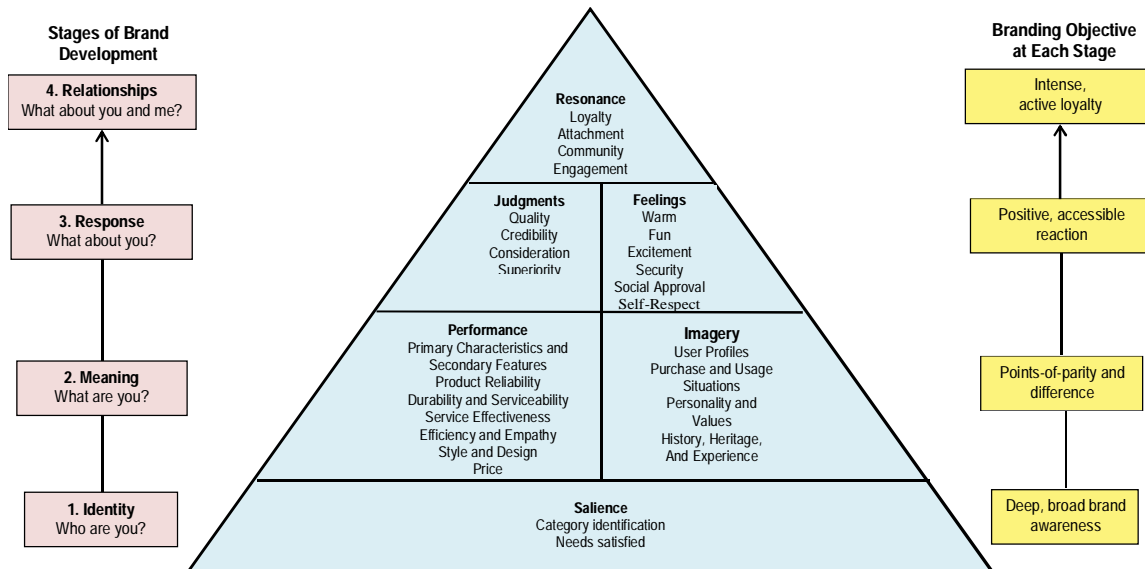 Stages of Brand
Development
4. Relationships
What about you and me?
3. Response
What about you?
2. Meaning
What are you?
1. Identity
Who are you?
Resonance
Loyalty
Attachment
Community
Engagement
Judgments
Quality
Credibility
Consideration
Superiority
Feelings
Warm
Fun
Excitement
Security
Social Approval
Self-Respect
Performance
Primary Characteristics and
Secondary Features
Product Reliability
Durability and Serviceability
Service Effectiveness
Efficiency and Empathy
Style and Design
Price
Imagery
User Profiles
Purchase and Usage
Situations
Personality and
Values
History, Heritage,
And Experience
Salience
Category identification
Needs satisfied
Branding Objective
at Each Stage
Intense,
active loyalty
Positive, accessible
reaction
Points-of-parity and
difference
Deep, broad brand
awareness